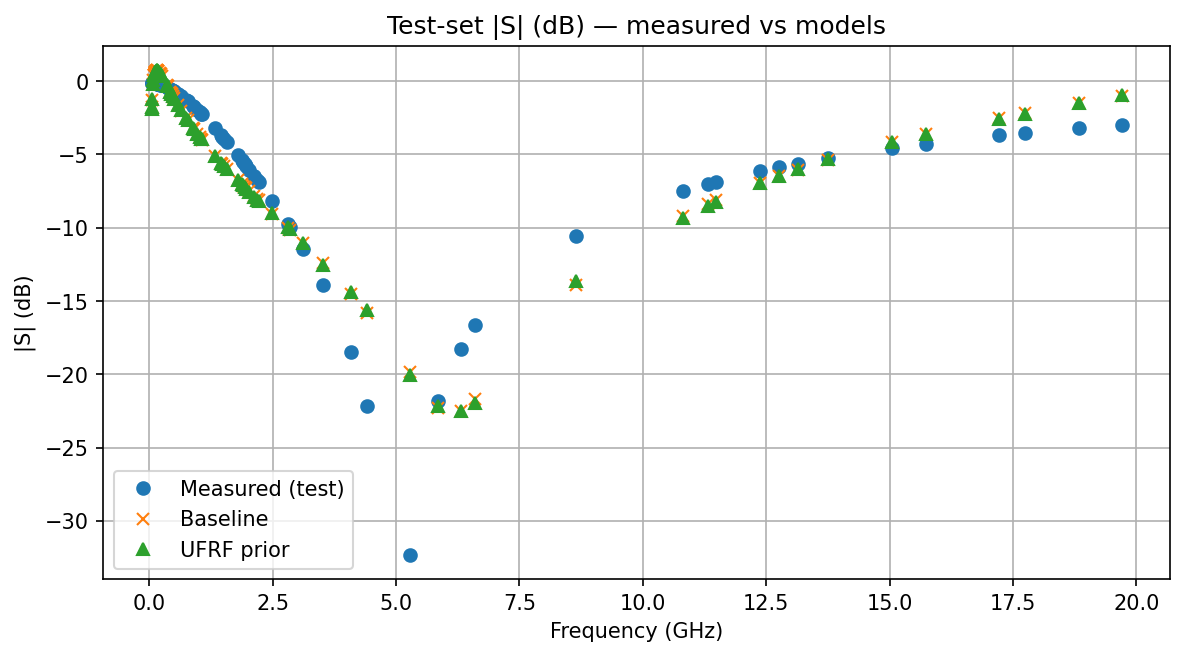 Test-set |S| (dB) — measured vs models
|S| (dB)
0
−5
−10
−15
−20
−25
−30
Measured (test)
Baseline
UFRF prior
0.0 2.5 5.0 7.5 10.0 12.5 15.0 17.5 20.0
Frequency (GHz)